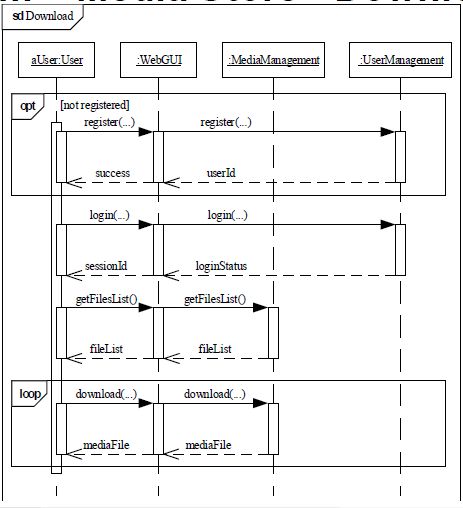 sd Download
aUser:User :WebGUI :MediaManagement :UserManagement
opt [not registered]
register(...) register(...)
success userId
login(...) login(...)
sessionId loginStatus
getFilesList() getFilesList()
fileList fileList
loop download(...) download(...)
mediaFile mediaFile